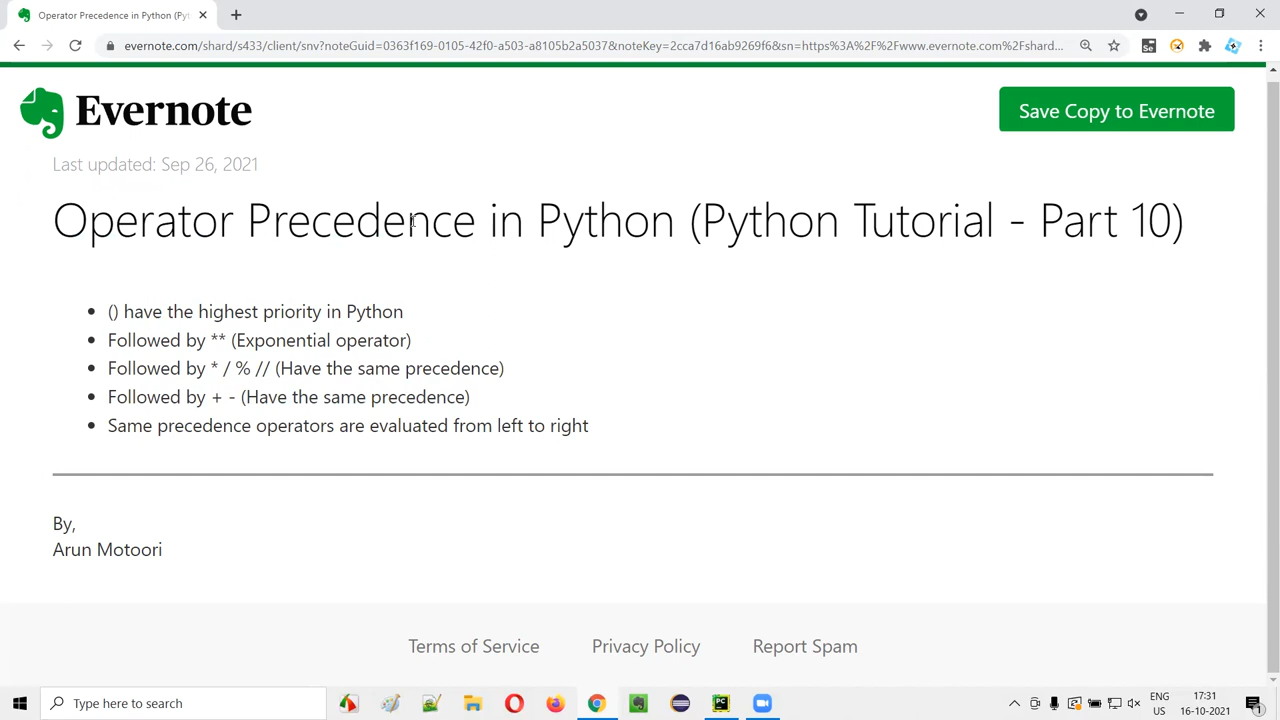 Operator Precedence in Python (Pyt
evernote.com/shard/s433/client/snv?noteGuid=0363f169-0105-42f0-a503-a8105b2a5037&noteKey=2cca7d16ab92f9f6&sn=https%3A%2F%2Fwww.evernote.com%2Fshard...
Evernote
Save Copy to Evernote
Last updated: Sep 26, 2021
Operator Precedence in Python (Python Tutorial - Part 10)
• () have the highest priority in Python
• Followed by ** (Exponential operator)
• Followed by * / % // (Have the same precedence)
• Followed by + - (Have the same precedence)
• Same precedence operators are evaluated from left to right
By,
Arun Motoori
Terms of Service Privacy Policy Report Spam
Type here to search
ENG
US
17:31
16-10-2021